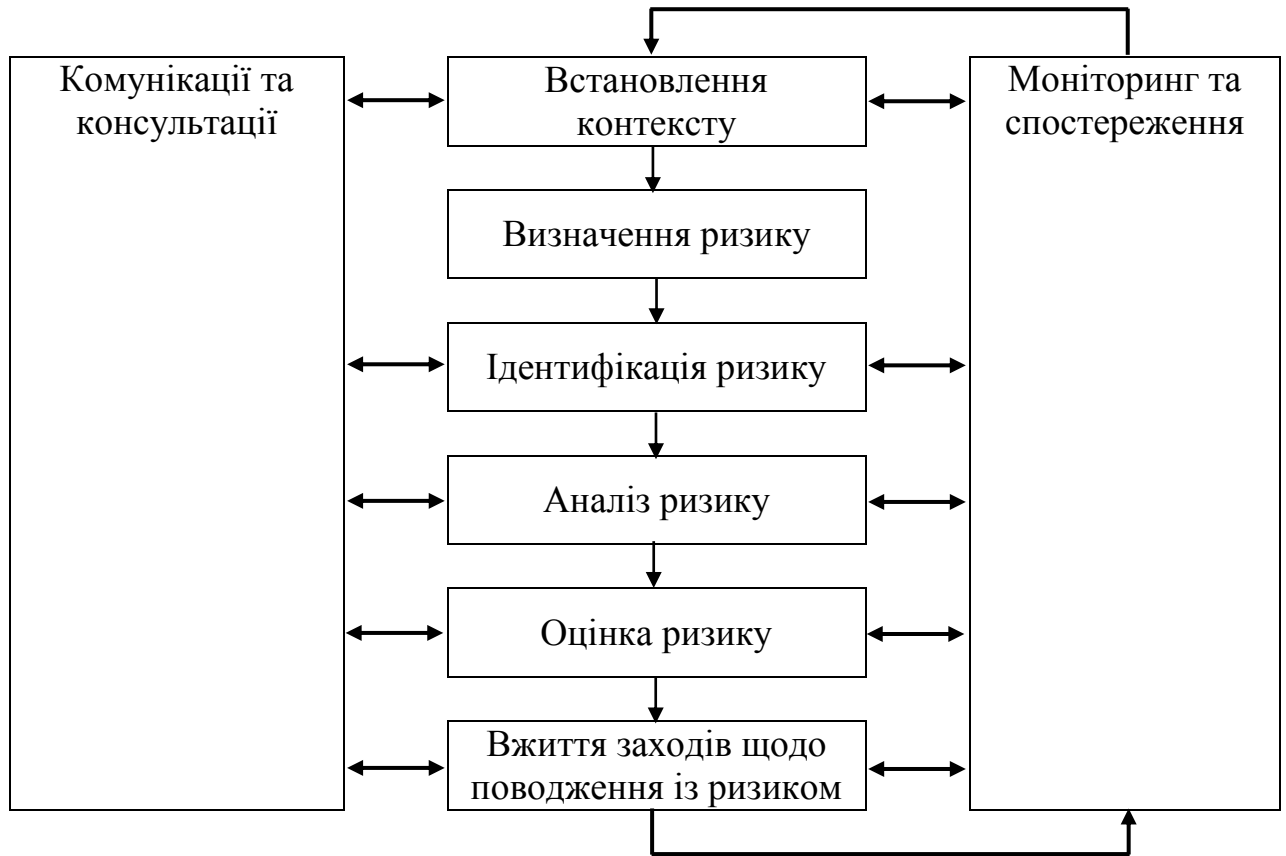 Комунікації та
консультації
Встановлення
контексту
Моніторинг та
спостереження
Визначення ризику
Ідентифікація ризику
Аналіз ризику
Оцінка ризику
Вжиття заходів щодо
поводження із ризиком